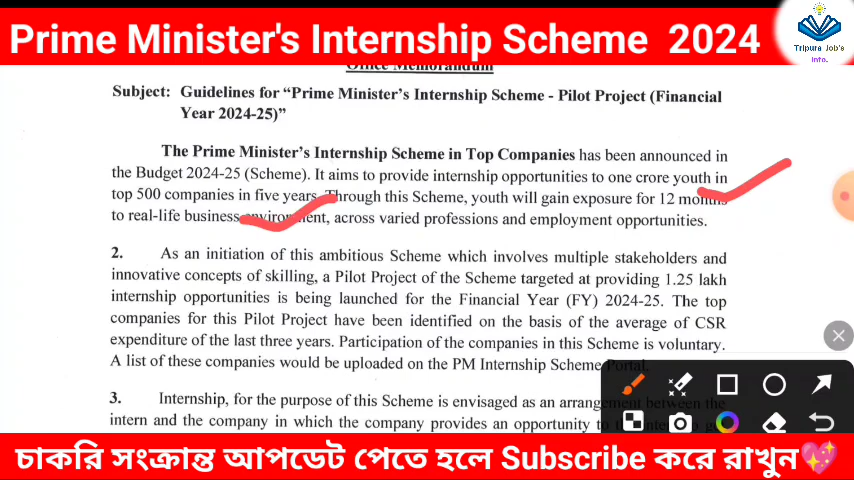 Prime Minister's Internship Scheme 2024
Tripura Job's
Info.
Office Memorandum
Subject: Guidelines for “Prime Minister’s Internship Scheme - Pilot Project (Financial
Year 2024-25)”
The Prime Minister’s Internship Scheme in Top Companies has been announced in
the Budget 2024-25 (Scheme). It aims to provide internship opportunities to one crore youth in
top 500 companies in five years. Through this Scheme, youth will gain exposure for 12 months
to real-life business environment, across varied professions and employment opportunities.
2. As an initiation of this ambitious Scheme which involves multiple stakeholders and
innovative concepts of skilling, a Pilot Project of the Scheme targeted at providing 1.25 lakh
internship opportunities is being launched for the Financial Year (FY) 2024-25. The top
companies for this Pilot Project have been identified on the basis of the average of CSR
expenditure of the last three years. Participation of the companies in this Scheme is voluntary.
A list of these companies would be uploaded on the PM Internship Scheme Portal.
3. Internship, for the purpose of this Scheme is envisaged as an arrangement between the
intern and the company in which the company provides an opportunity to the intern to
চাকরি সংক্রান্ত আপডেট পেতে হলে Subscribe করে রাখুন